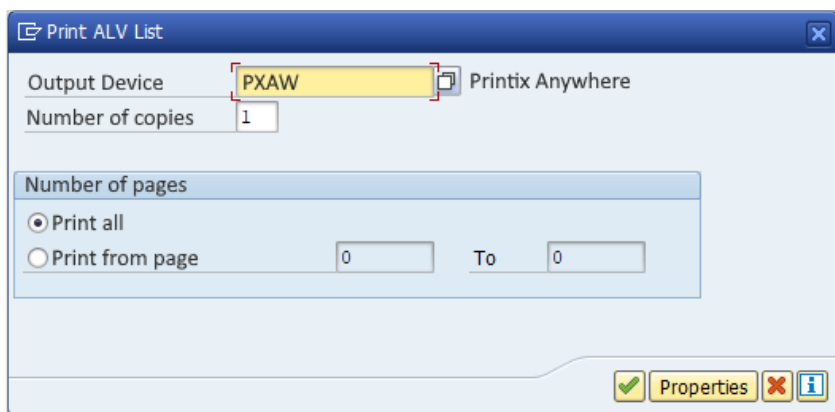 Print ALV List
Output Device PXAW Printix Anywhere
Number of copies 1
Number of pages
Print all
Print from page 0 To 0
Properties